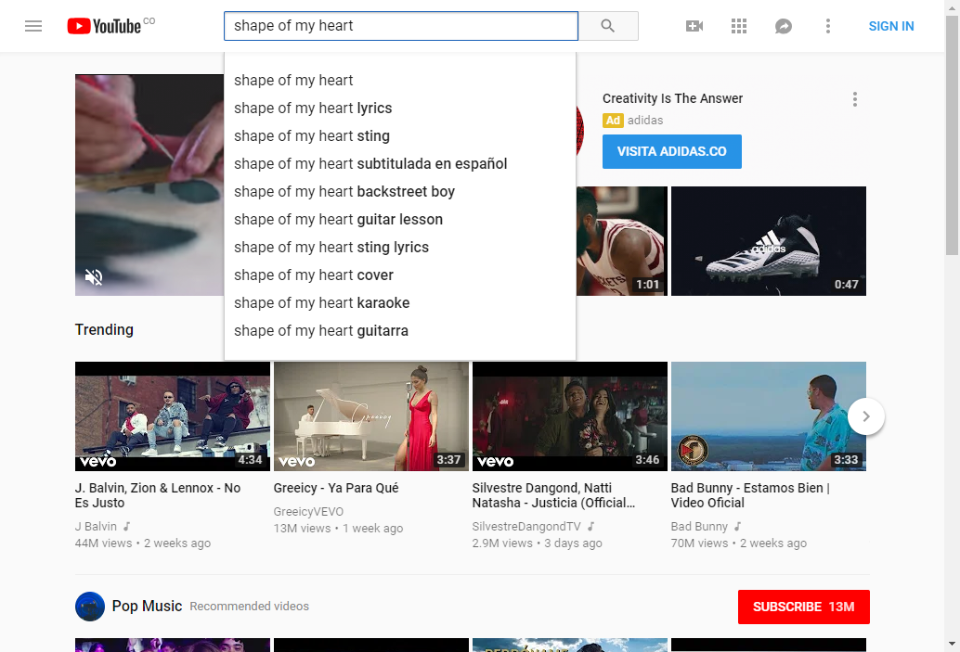 YouTube CO
shape of my heart
SIGN IN
shape of my heart
shape of my heart lyrics
shape of my heart sting
shape of my heart subtitulada en español
shape of my heart backstreet boy
shape of my heart guitar lesson
shape of my heart sting lyrics
shape of my heart cover
shape of my heart karaoke
shape of my heart guitarra
Creativity Is The Answer
Ad adidas
VISITA ADIDAS.CO
1:01
adidas
0:47
Trending
vevo 4:34
Greeicy
vevo 3:37
vevo 3:46
3:33
J. Balvin, Zion & Lennox - No
Es Justo
J Balvin
44M views • 2 weeks ago
Greeicy - Ya Para Qué
GreeicyVEVO
13M views • 1 week ago
Silvestre Dangond, Natti
Natasha - Justicia (Official...
SilvestreDangondTV
2.9M views • 3 days ago
Bad Bunny - Estamos Bien |
Video Oficial
Bad Bunny
70M views • 2 weeks ago
Pop Music Recommended videos
SUBSCRIBE 13M